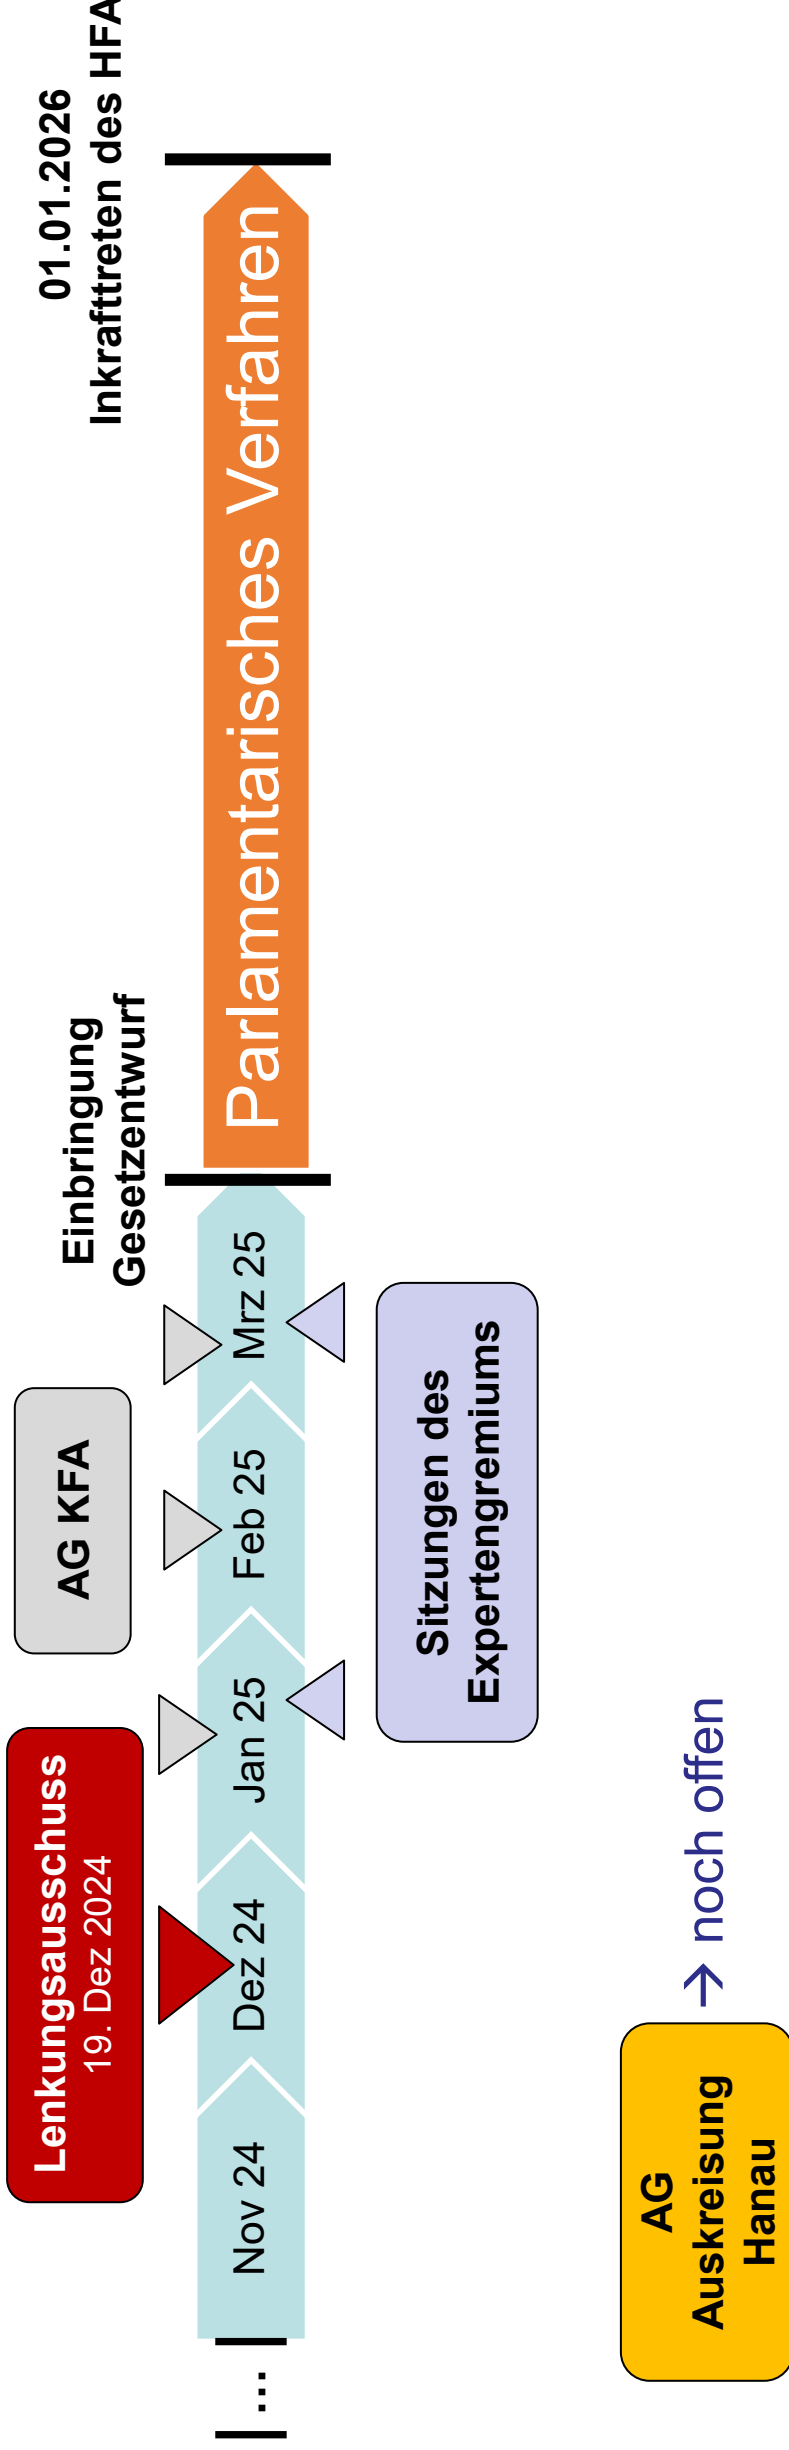 01.01.2026
Inkrafttreten des HFA
Einbringung
Gesetzentwurf
AG KFA
Lenkungsausschuss
19. Dez 2024
...
Nov 24
Dez 24
Jan 25
Feb 25
Mrz 25
Parlamentarisches Verfahren
Sitzungen des
Expertengremiums
AG
Auskreisung
Hanau
→ noch offen